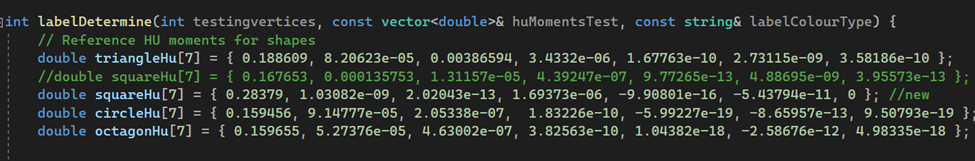 int labelDetermine(int testingvertices, const vector<double>& huMomentsTest, const string& labelColourType) {
// Reference HU moments for shapes
double triangleHu[7] = { 0.188609, 8.20623e-05, 0.00386594, 3.4332e-06, 1.67763e-10, 2.73115e-09, 3.58186e-10 };
//double squareHu[7] = { 0.167653, 0.000135753, 1.31157e-05, 4.39247e-07, 9.77265e-13, 4.88695e-09, 3.95573e-13 };
double squareHu[7] = { 0.28379, 1.03082e-09, 2.02043e-13, 1.69373e-06, -9.90801e-16, -5.43794e-11, 0 }; //new
double circleHu[7] = { 0.159456, 9.14777e-05, 2.05338e-07,  1.83226e-10, -5.99227e-19, -8.65957e-13, 9.50793e-19 };
double octagonHu[7] = { 0.159655, 5.27376e-05, 4.63002e-07, 3.82563e-10, 1.04382e-18, -2.58676e-12, 4.98335e-18 };